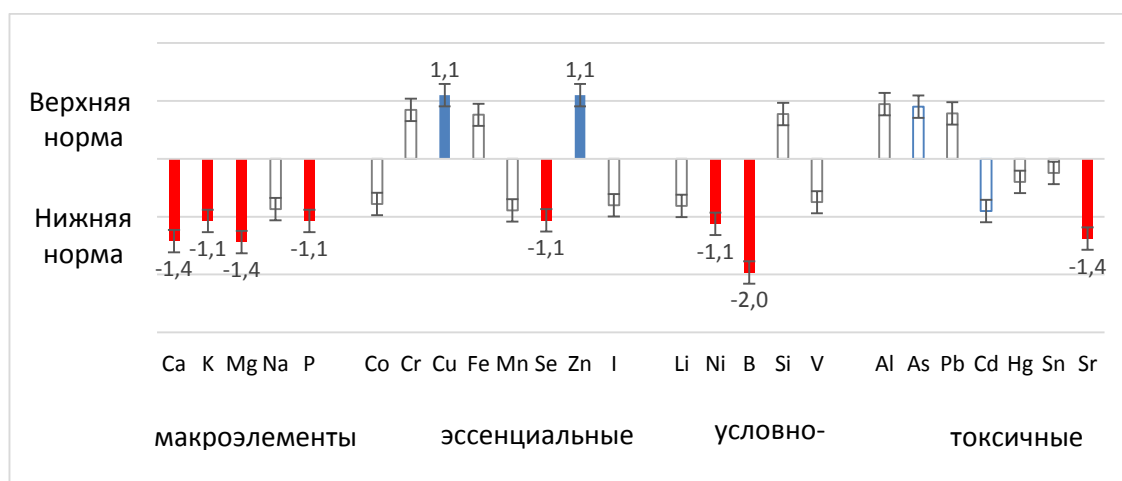 1,1 1,1
Верхняя
норма
Нижняя
норма
-1,4 -1,1 -1,4 -1,1 -1,1 -1,1 -2,0 -1,4
Ca K Mg Na P Co Cr Cu Fe Mn Se Zn I Li Ni B Si V Al As Pb Cd Hg Sn Sr
макроэлементы эссенциальные условно- токсичные